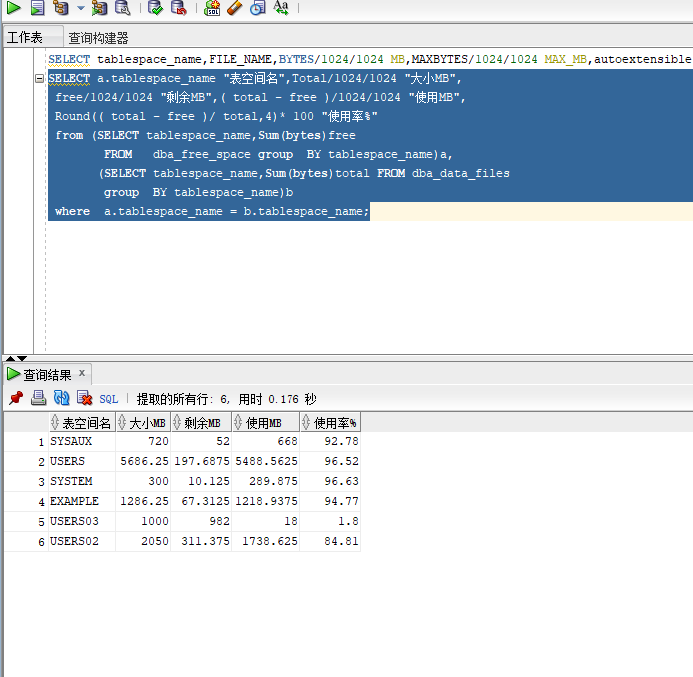 工作表 查询构建器
SELECT tablespace_name,FILE_NAME,BYTES/1024/1024 MB,MAXBYTES/1024/1024 MAX_MB,autoextensible
SELECT a.tablespace_name "表空间名",Total/1024/1024 "大小MB",
free/1024/1024 "剩余MB",( total - free )/1024/1024 "使用MB",
Round(( total - free )/ total,4)* 100 "使用率%"
from (SELECT tablespace_name,Sum(bytes)free
FROM dba_free_space group BY tablespace_name)a,
(SELECT tablespace_name,Sum(bytes)total FROM dba_data_files
group BY tablespace_name)b
where a.tablespace_name = b.tablespace_name;
查询结果 x
SQL | 提取的所有行: 6, 用时 0.176 秒
表空间名 大小MB 剩余MB 使用MB 使用率%
1 SYSAUX 720 52 668 92.78
2 USERS 5686.25 197.6875 5488.5625 96.52
3 SYSTEM 300 10.125 289.875 96.63
4 EXAMPLE 1286.25 67.3125 1218.9375 94.77
5 USERS03 1000 982 18 1.8
6 USERS02 2050 311.375 1738.625 84.81